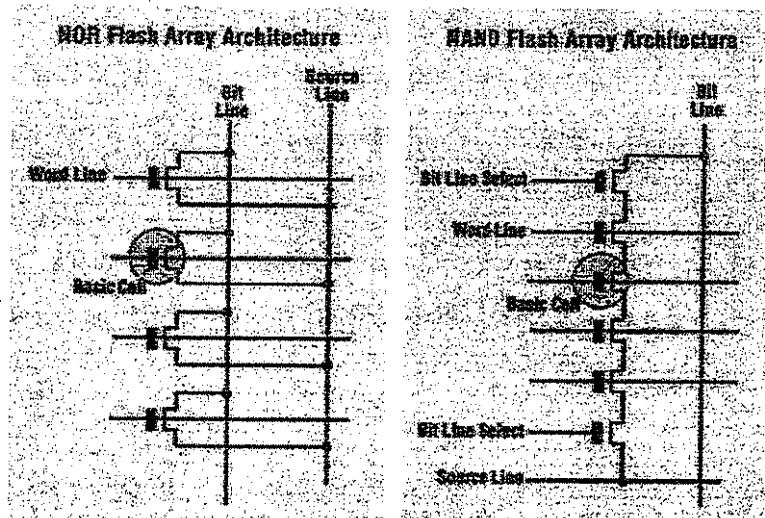 NOR Flash Array Architecture
Bit
Line
Source
Line
Word Line
Basic Cell
NAND Flash Array Architecture
Bit
Line
Bit Line Select
Word Line
Basic Cell
Bit Line Select
Source Line